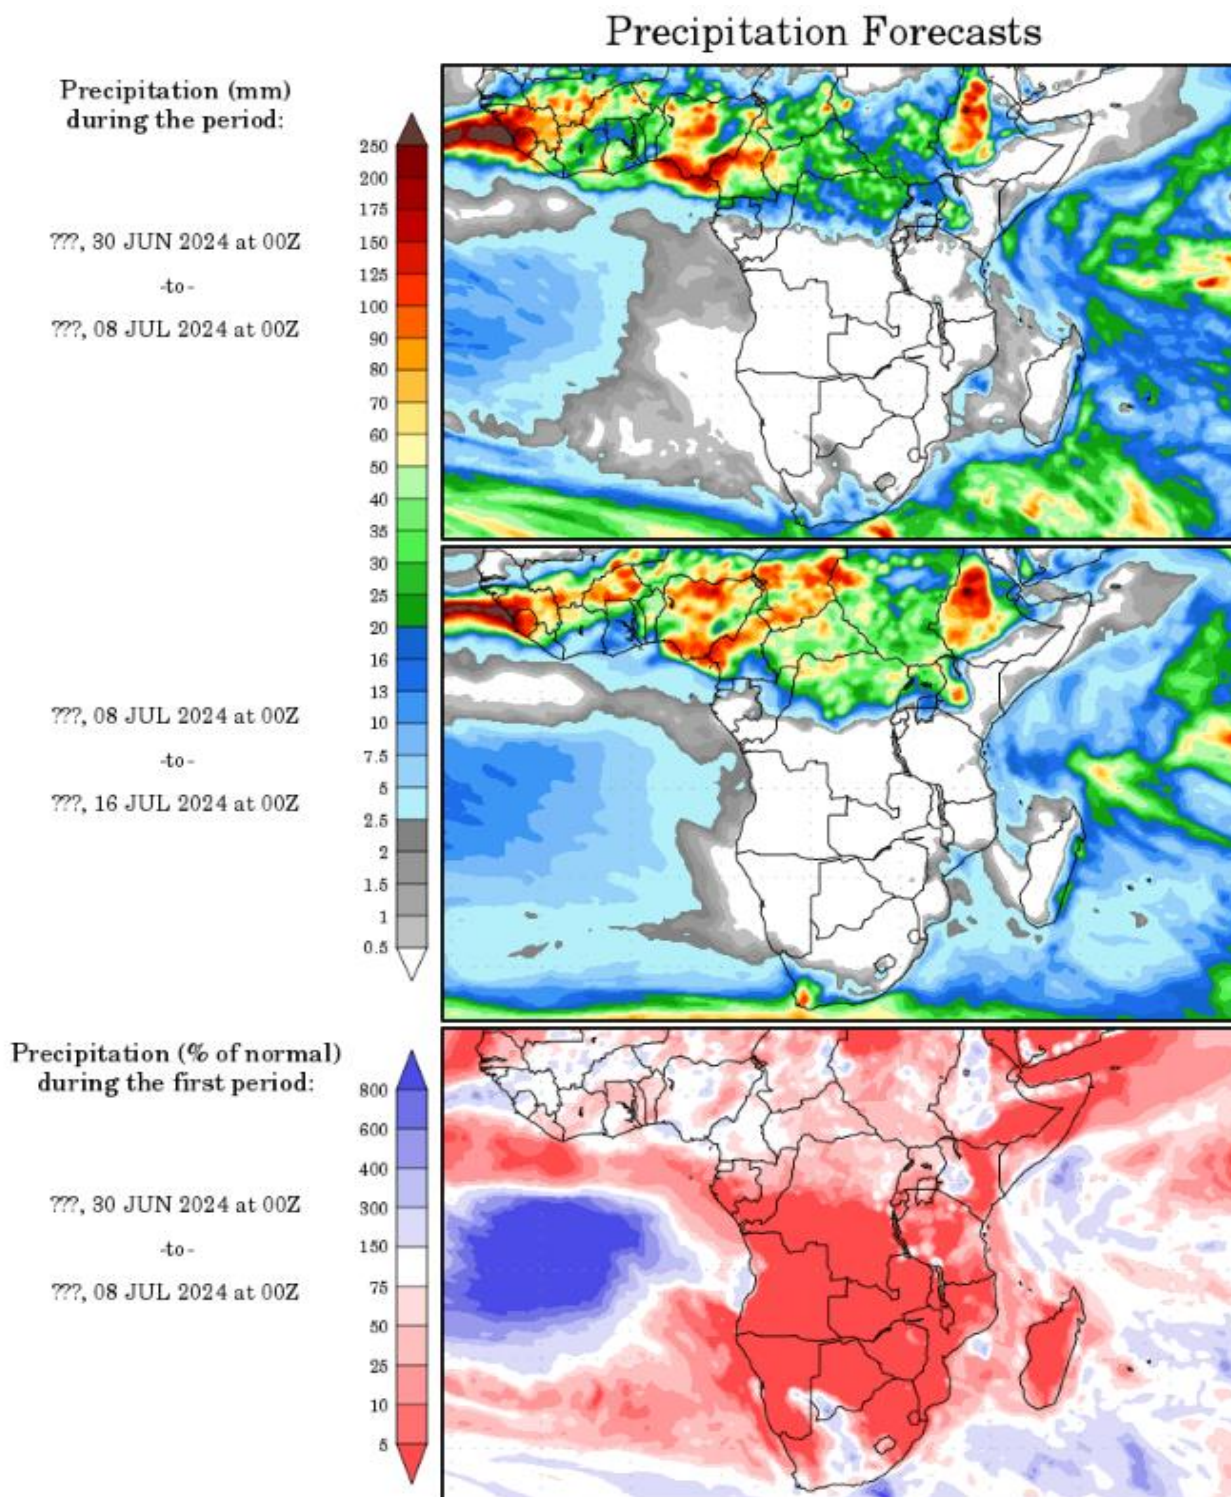 Precipitation Forecasts
Precipitation (mm)
during the period:
250
200
175
150
125
100
90
80
70
60
50
40
35
30
25
20
16
13
10
7.5
5
2.5
2
1.5
1
0.5
???, 30 JUN 2024 at 00Z
-to-
???, 08 JUL 2024 at 00Z
???, 08 JUL 2024 at 00Z
-to-
???, 16 JUL 2024 at 00Z
Precipitation (% of normal)
during the first period:
800
600
400
300
150
75
50
25
10
5
???, 30 JUN 2024 at 00Z
-to-
???, 08 JUL 2024 at 00Z